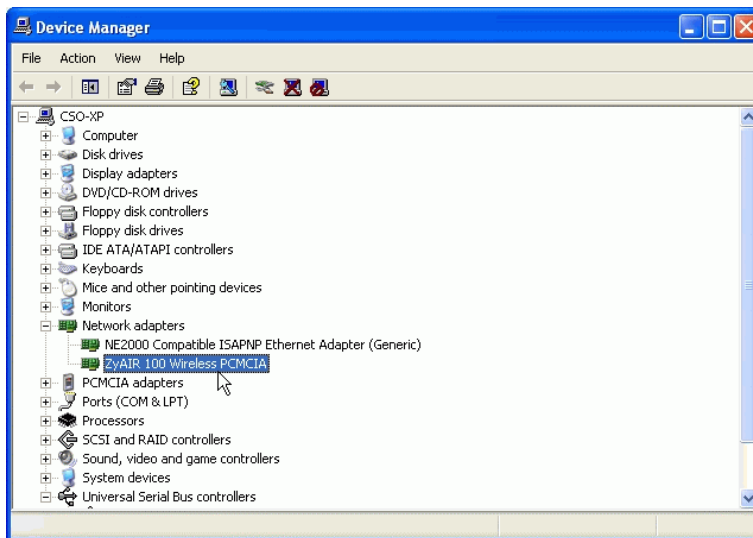 Device Manager
File Action View Help
CSO-XP
Computer
Disk drives
Display adapters
DVD/CD-ROM drives
Floppy disk controllers
Floppy disk drives
IDE ATA/ATAPI controllers
Keyboards
Mice and other pointing devices
Monitors
Network adapters
NE2000 Compatible ISAPNP Ethernet Adapter (Generic)
ZyAIR 100 Wireless PCMCIA
PCMCIA adapters
Ports (COM & LPT)
Processors
SCSI and RAID controllers
Sound, video and game controllers
System devices
Universal Serial Bus controllers